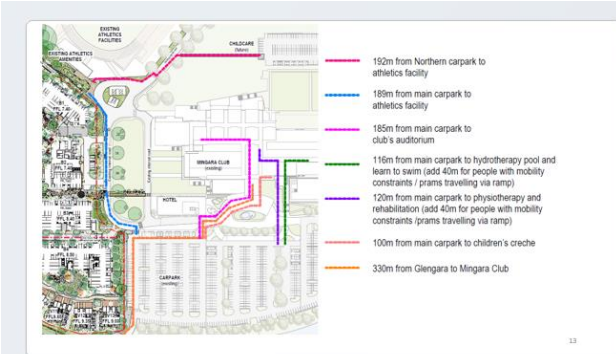 EXISTING
ATHLETICS
FACILITIES
EXISTING ATHLETICS
AMENITIES
CHILDCARE
MINGARA CLUB
(existing)
HOTEL
CARPARK
(existing)
192m from Northern carpark to
athletics facility
189m from main carpark to
athletics facility
185m from main carpark to
club's auditorium
116m from main carpark to hydrotherapy pool and
learn to swim (add 40m for people with mobility
constraints / prams travelling via ramp)
120m from main carpark to physiotherapy and
rehabilitation (add 40m for people with mobility
constraints /prams travelling via ramp)
100m from main carpark to children's creche
330m from Glengara to Mingara Club
13